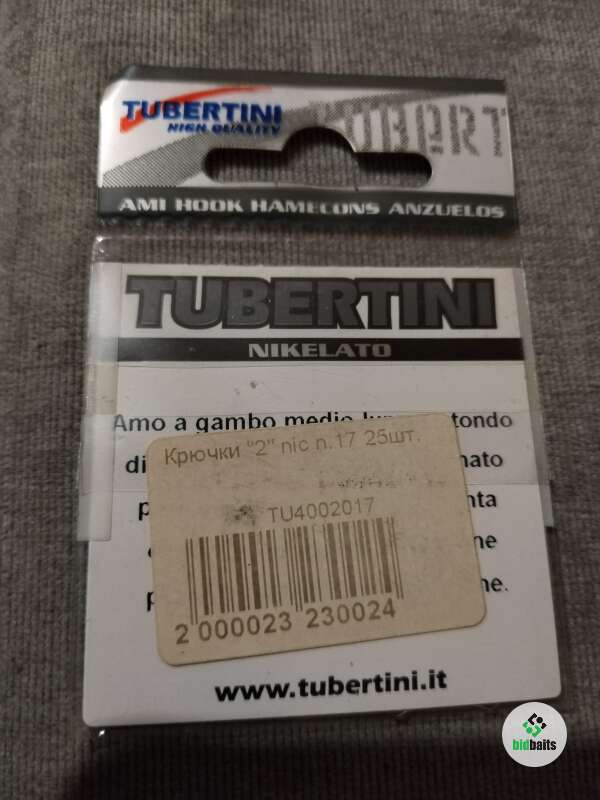 TUBERTINI
HIGH QUALITY
AMI HOOK HAMECONS ANZUELOS
TUBERTINI
NIKELATO
Amo a gambo medio tondo
Крючки "2" nic n.17 25шт.
TU4002017
2 000023 230024
www.tubertini.it
bidbaits